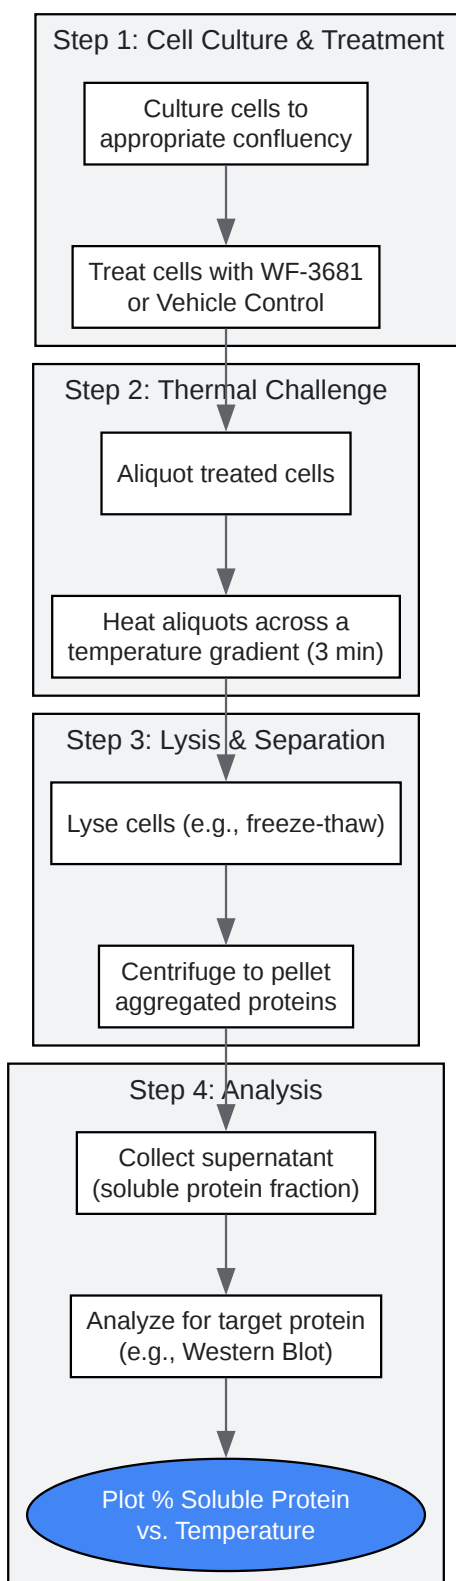 Step 1: Cell Culture & Treatment
Culture cells to
appropriate confluency
Treat cells with WF-3681
or Vehicle Control
Step 2: Thermal Challenge
Aliquot treated cells
Heat aliquots across a
temperature gradient (3 min)
Step 3: Lysis & Separation
Lyse cells (e.g., freeze-thaw)
Centrifuge to pellet
aggregated proteins
Step 4: Analysis
Collect supernatant
(soluble protein fraction)
Analyze for target protein
(e.g., Western Blot)
Plot % Soluble Protein
vs. Temperature